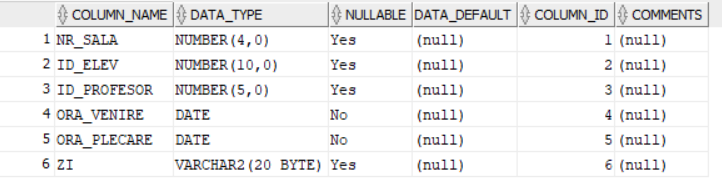 COLUMN_NAME DATA_TYPE NULLABLE DATA_DEFAULT COLUMN_ID COMMENTS
1 NR_SALA NUMBER(4,0) Yes (null) 1 (null)
2 ID_ELEV NUMBER(10,0) Yes (null) 2 (null)
3 ID_PROFESOR NUMBER(5,0) Yes (null) 3 (null)
4 ORA_VENIRE DATE No (null) 4 (null)
5 ORA_PLECARE DATE No (null) 5 (null)
6 ZI VARCHAR2(20 BYTE) Yes (null) 6 (null)